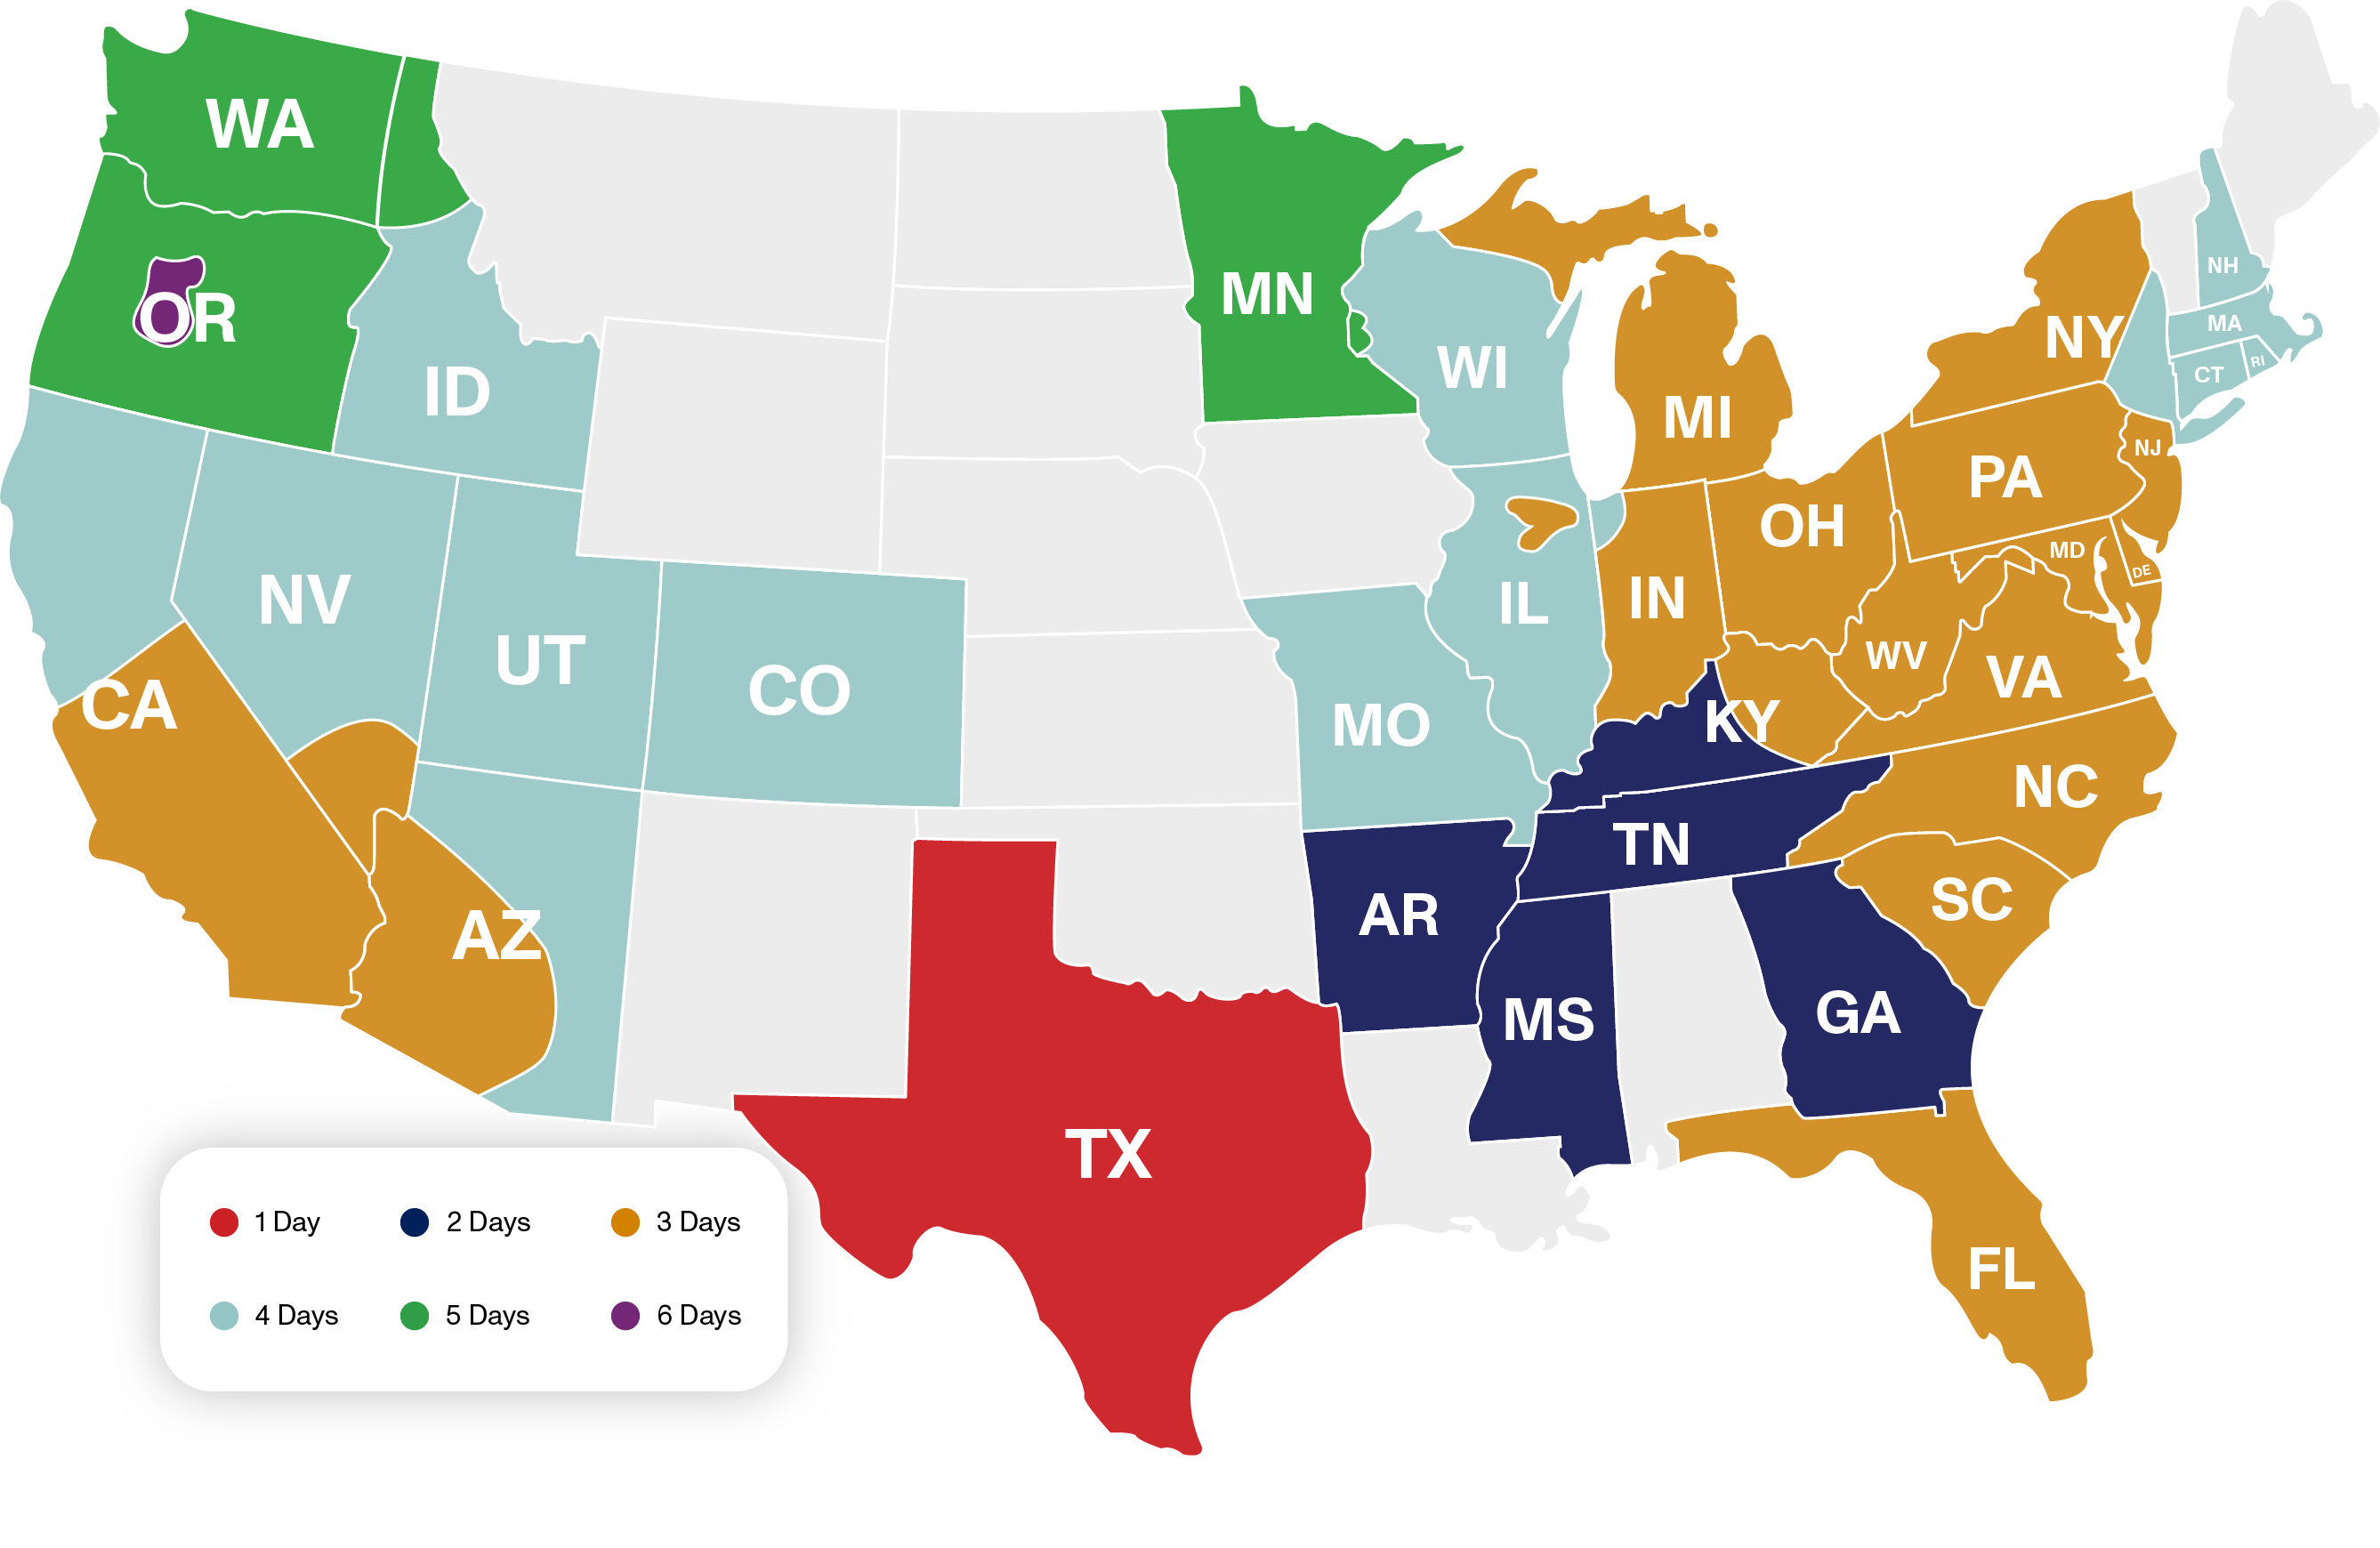 WA
OR
ID
MN
WI
MI
NY
NH
MA
CT
RI
NJ
PA
OH
MD
DE
NV
UT
CO
IL
IN
WV
VA
CA
MO
KY
NC
TN
AZ
AR
SC
MS
GA
TX
FL
1 Day
2 Days
3 Days
4 Days
5 Days
6 Days